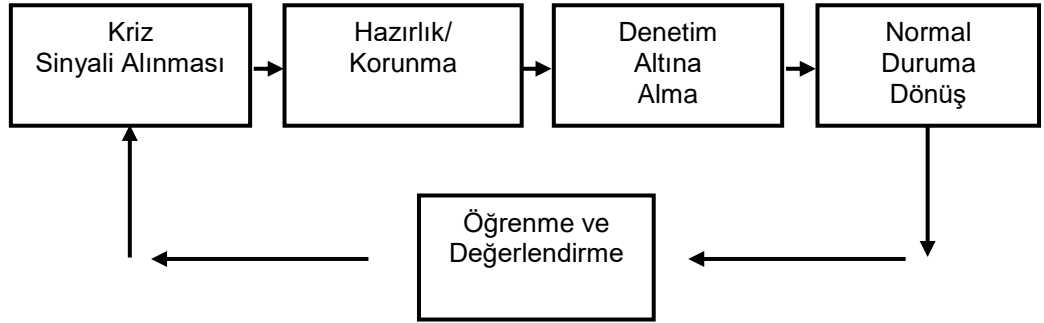 Kriz
Sinyali Alınması
Hazırlık/
Korunma
Denetim
Altına
Alma
Normal
Duruma
Dönüş
Öğrenme ve
Değerlendirme